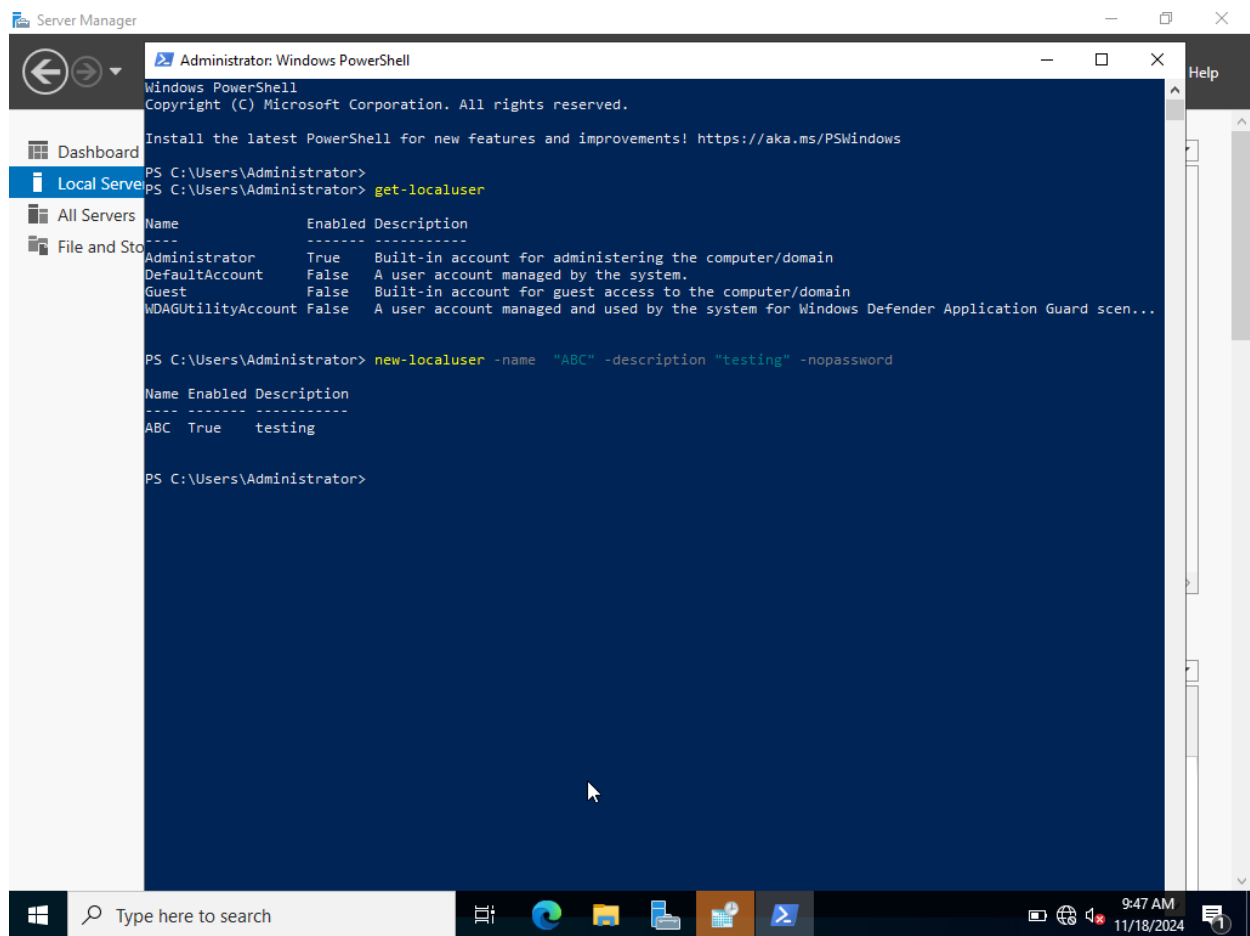 Server Manager
Administrator: Windows PowerShell
Help
Dashboard
Local Serve
All Servers
File and Sto
Windows PowerShell
Copyright (C) Microsoft Corporation. All rights reserved.
Install the latest PowerShell for new features and improvements! https://aka.ms/PSWindows
PS C:\Users\Administrator>
PS C:\Users\Administrator> get-localuser
Name Enabled Description
---- ------- -----------
Administrator True Built-in account for administering the computer/domain
DefaultAccount False A user account managed by the system.
Guest False Built-in account for guest access to the computer/domain
WDAGUtilityAccount False A user account managed and used by the system for Windows Defender Application Guard scen...
PS C:\Users\Administrator> new-localuser -name "ABC" -description "testing" -nopassword
Name Enabled Description
---- ------- -----------
ABC True testing
PS C:\Users\Administrator>
Type here to search
9:47 AM
11/18/2024
1